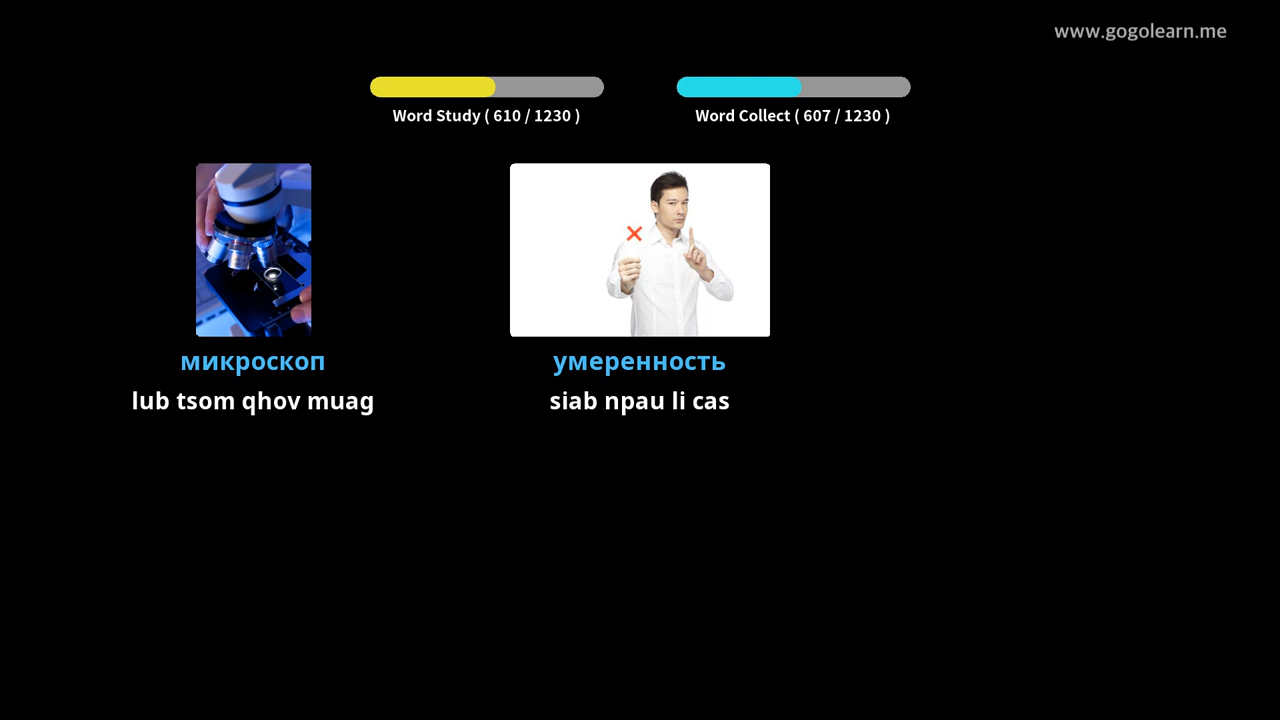 www.gogolearn.me
Word Study ( 610 / 1230 )
Word Collect ( 607 / 1230 )
микроскоп
lub tsom qhov muag
умеренность
siab npau li cas